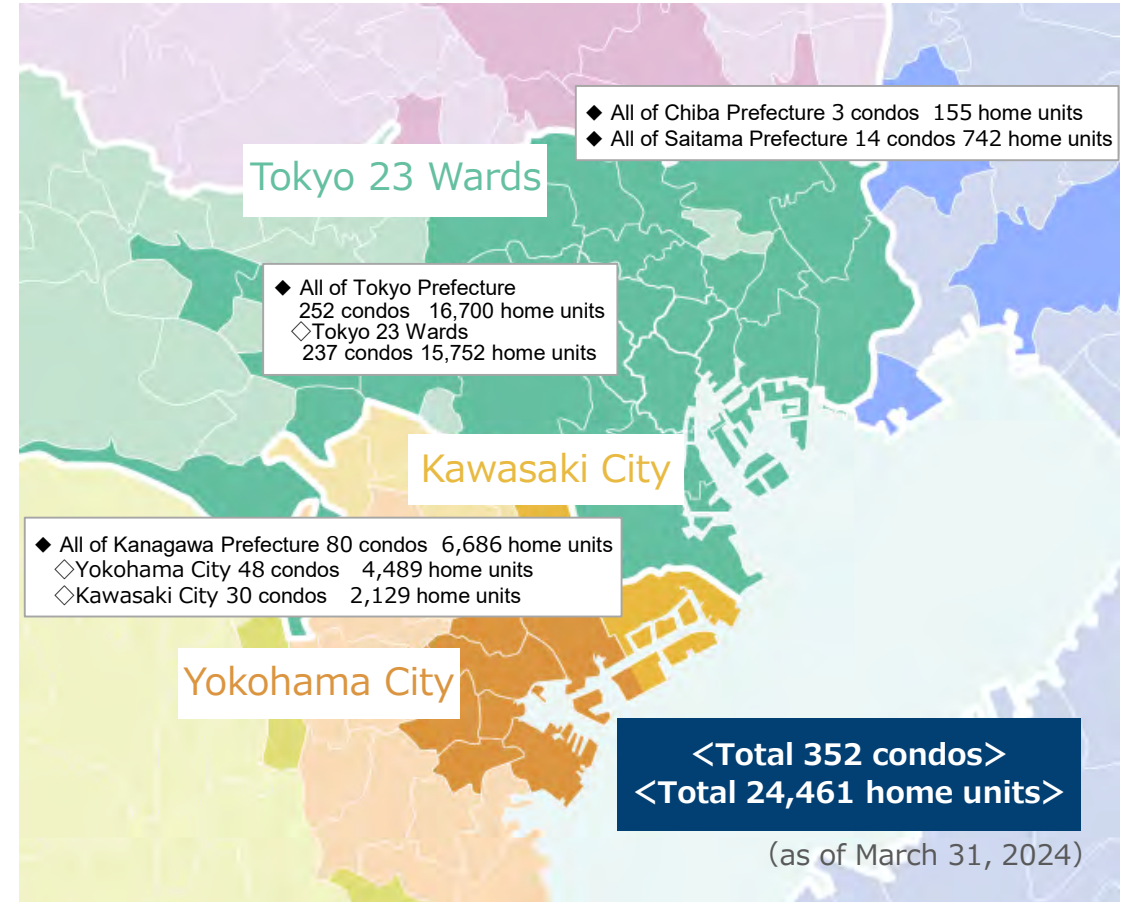 ◆ All of Chiba Prefecture 3 condos 155 home units
◆ All of Saitama Prefecture 14 condos 742 home units
Tokyo 23 Wards
◆ All of Tokyo Prefecture
252 condos 16,700 home units
◇Tokyo 23 Wards
237 condos 15,752 home units
Kawasaki City
◆ All of Kanagawa Prefecture 80 condos 6,686 home units
◇Yokohama City 48 condos 4,489 home units
◇Kawasaki City 30 condos 2,129 home units
Yokohama City
<Total 352 condos>
<Total 24,461 home units>
(as of March 31, 2024)